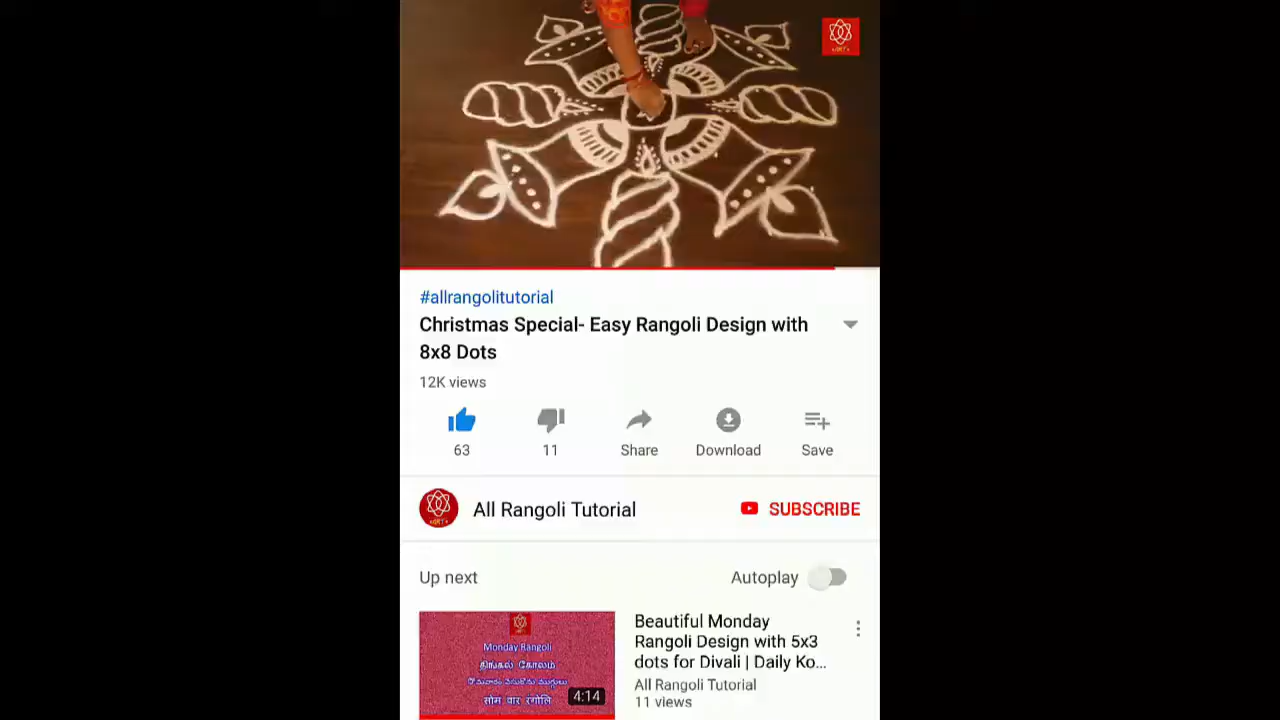 #allrangolitutorial
Christmas Special- Easy Rangoli Design with
8x8 Dots
12K views
63
11
Share
Download
Save
All Rangoli Tutorial
SUBSCRIBE
Up next
Autoplay
Monday Rangoli
திங்கள் கோலம்
सोम वार रंगोलि
4:14
Beautiful Monday
Rangoli Design with 5x3
dots for Divali | Daily Ko...
All Rangoli Tutorial
11 views